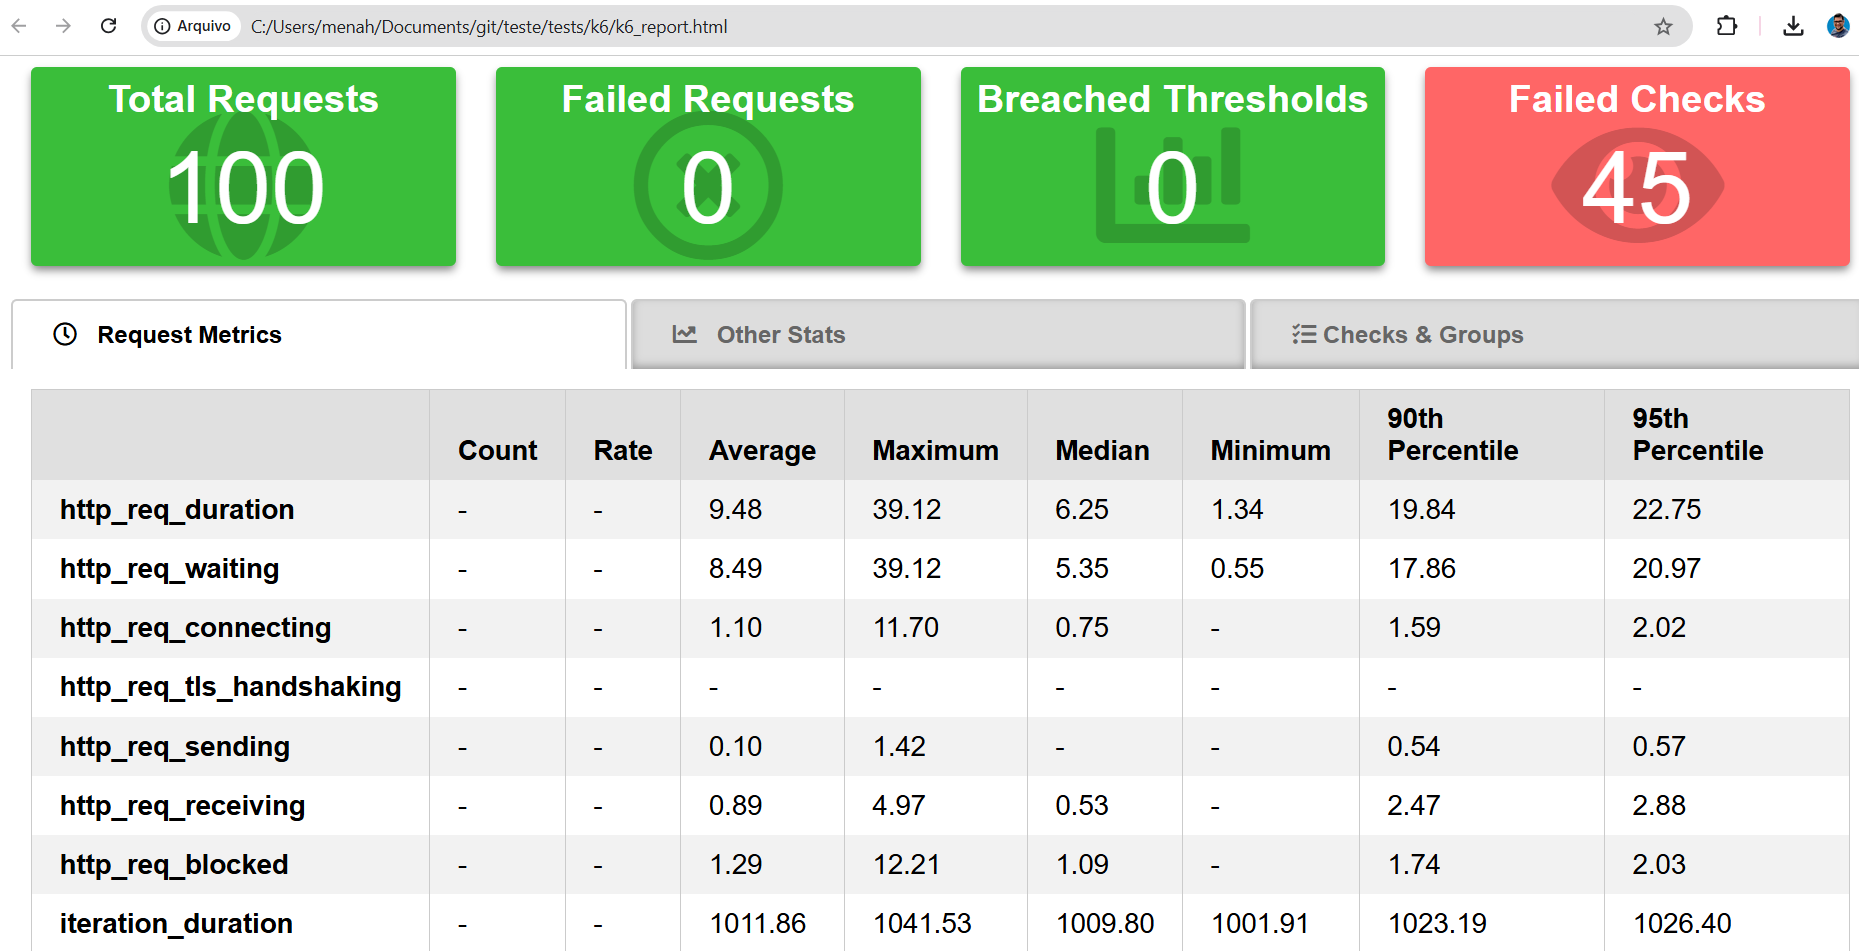 Arquivo C:/Users/menah/Documents/git/teste/tests/k6/k6_report.html
Total Requests Failed Requests Breached Thresholds Failed Checks
100 0 0 45
Request Metrics Other Stats Checks & Groups
Count Rate Average Maximum Median Minimum 90th Percentile 95th Percentile
http_req_duration - - 9.48 39.12 6.25 1.34 19.84 22.75
http_req_waiting - - 8.49 39.12 5.35 0.55 17.86 20.97
http_req_connecting - - 1.10 11.70 0.75 - 1.59 2.02
http_req_tls_handshaking - - - - - - - -
http_req_sending - - 0.10 1.42 - - 0.54 0.57
http_req_receiving - - 0.89 4.97 0.53 - 2.47 2.88
http_req_blocked - - 1.29 12.21 1.09 - 1.74 2.03
iteration_duration - - 1011.86 1041.53 1009.80 1001.91 1023.19 1026.40